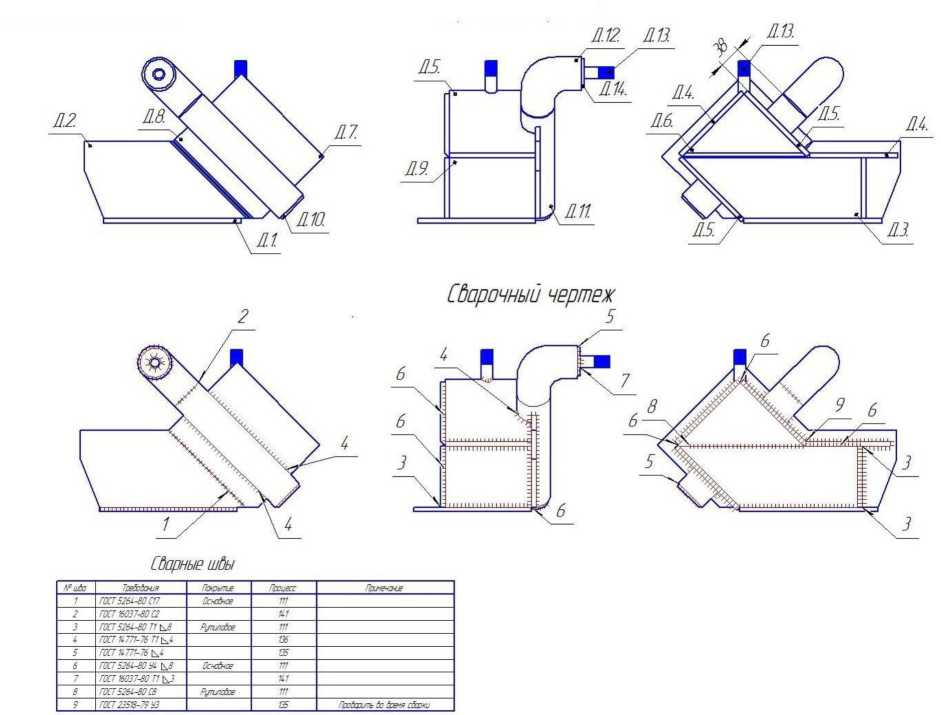 Д.12.
Д.13.
38
Д.13.
Д.5.
Д.14.
Д.4.
Д.2.
Д.8.
Д.7.
Д.6.
Д.5.
Д.4.
Д.9.
Д.10.
Д.11.
Д.1.
Д.5.
Д.3.
Сварочный чертеж
2
5
6
4
6
7
6
8
9
6
6
3
4
5
3
1
4
6
3
Сварные швы
№ шва Требования Покрытие Процесс Примечание
1 ГОСТ 5264-80 С17 Основное 111
2 ГОСТ 16037-80 С2 141
3 ГОСТ 5264-80 Т1 ◺8 Рутиловое 111
4 ГОСТ 14771-76 Т1 ◺4 136
5 ГОСТ 14771-76 ◺4 135
6 ГОСТ 5264-80 У4 ◺8 Основное 111
7 ГОСТ 16037-80 Т1 ◺3 141
8 ГОСТ 5264-80 С8 Рутиловое 111
9 ГОСТ 23518-79 У3 135 Проварить во время сварки